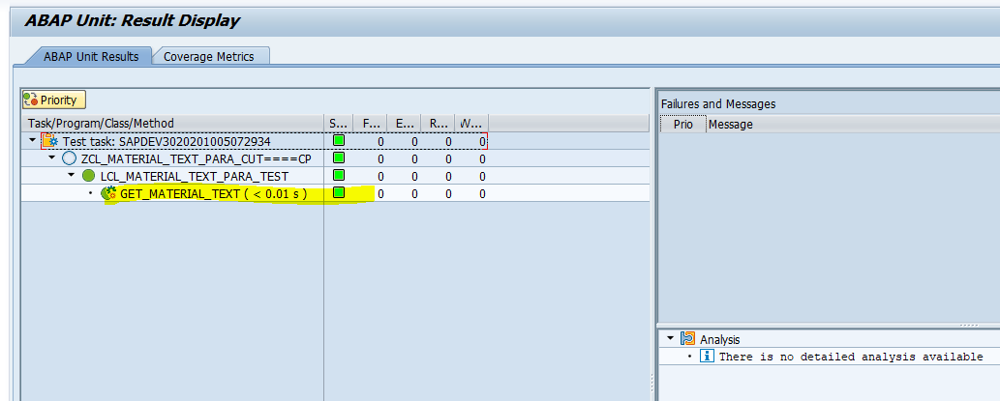 ABAP Unit: Result Display
ABAP Unit Results Coverage Metrics
Priority
Task/Program/Class/Method S... F... E... R... W...
Test task: SAPDEV3020201005072934 0 0 0 0
ZCL_MATERIAL_TEXT_PARA_CUT====CP 0 0 0 0
LCL_MATERIAL_TEXT_PARA_TEST 0 0 0 0
GET_MATERIAL_TEXT ( < 0.01 s ) 0 0 0 0
Failures and Messages
Prio Message
Analysis
There is no detailed analysis available